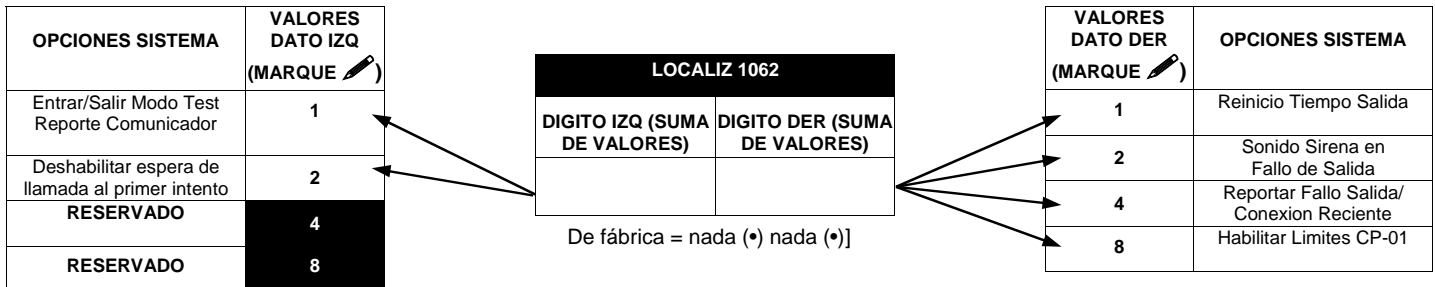 OPCIONES SISTEMA
VALORES
DATO IZQ
(MARQUE )
Entrar/Salir Modo Test
Reporte Comunicador
1
Deshabilitar espera de
llamada al primer intento
2
RESERVADO
4
RESERVADO
8
LOCALIZ 1062
DIGITO IZQ (SUMA
DE VALORES)
DIGITO DER (SUMA
DE VALORES)
De fábrica = nada (•) nada (•)]
VALORES
DATO DER
(MARQUE )
OPCIONES SISTEMA
1
Reinicio Tiempo Salida
2
Sonido Sirena en
Fallo de Salida
4
Reportar Fallo Salida/
Conexion Reciente
8
Habilitar Limites CP-01